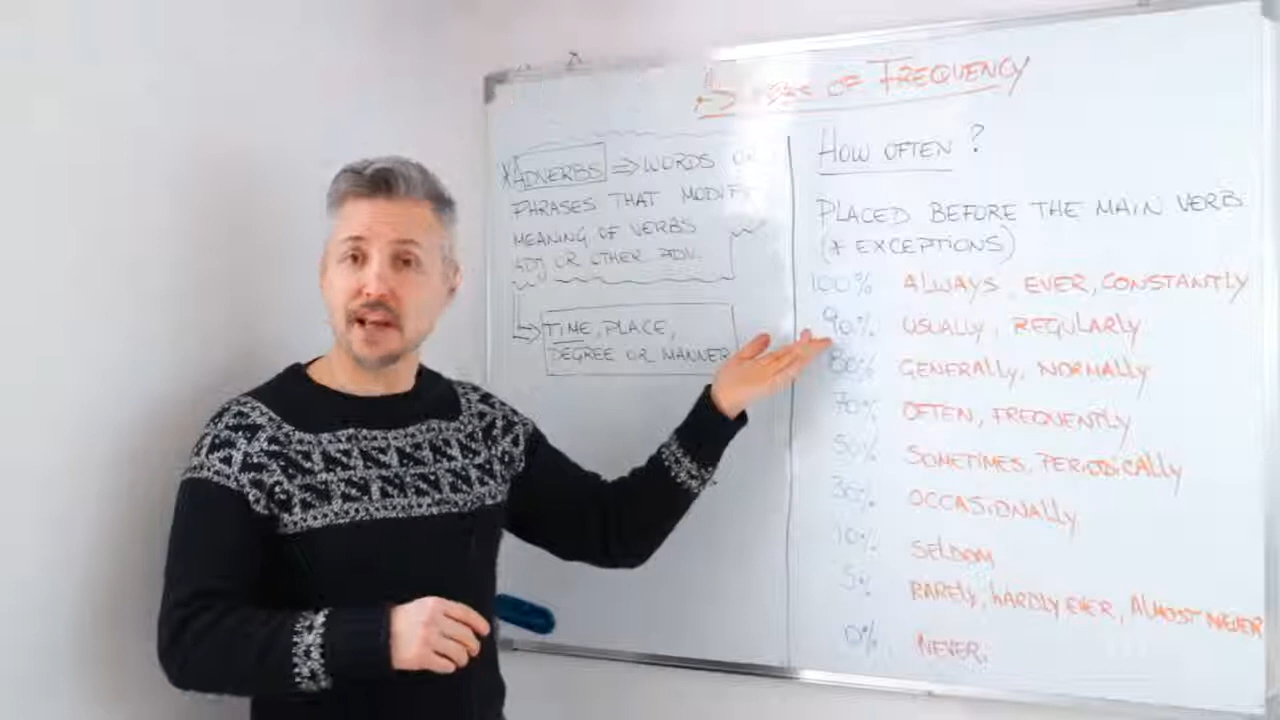 OF FREQUENCY
ADVERBS ⇒ WORDS OR
PHRASES THAT MODIFY
MEANING OF VERBS
ADJ OR OTHER ADV.
TIME, PLACE,
DEGREE OR MANNER
HOW OFTEN ?
PLACED BEFORE THE MAIN VERB
(* EXCEPTIONS)
100% ALWAYS, EVER, CONSTANTLY
90% USUALLY, REGULARLY
80% GENERALLY, NORMALLY
70% OFTEN, FREQUENTLY
50% SOMETIMES, PERIODICALLY
30% OCCASIONALLY
10% SELDOM
5% RARELY, HARDLY EVER, ALMOST NEVER
0% NEVER